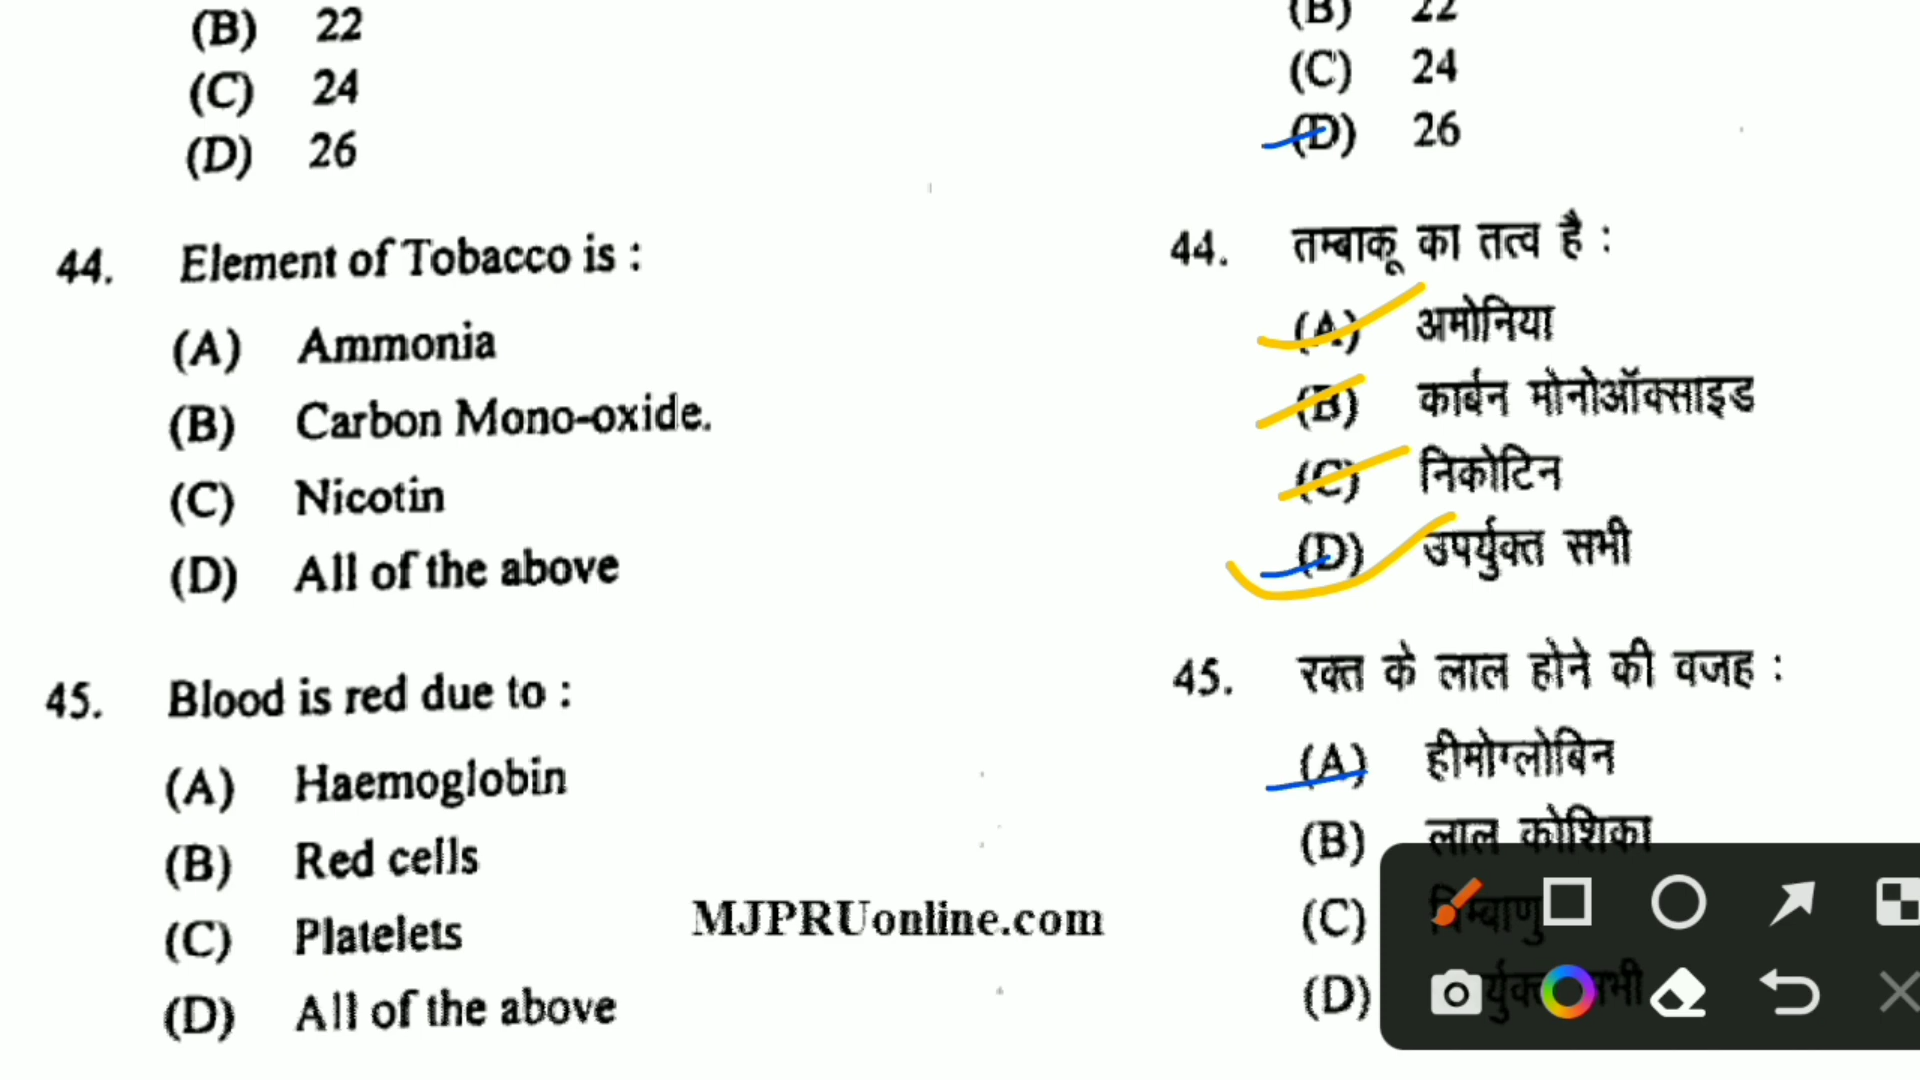 (B) 22
(C) 24
(D) 26
44. Element of Tobacco is :
(A) Ammonia
(B) Carbon Mono-oxide.
(C) Nicotin
(D) All of the above
45. Blood is red due to :
(A) Haemoglobin
(B) Red cells
(C) Platelets
(D) All of the above
MJPRUonline.com
(B) 22
(C) 24
(D) 26
44. तम्बाकू का तत्व है :
(A) अमोनिया
(B) कार्बन मोनोऑक्साइड
(C) निकोटिन
(D) उपर्युक्त सभी
45. रक्त के लाल होने की वजह :
(A) हीमोग्लोबिन
(B) लाल कोशिका
(C)
(D) सभी